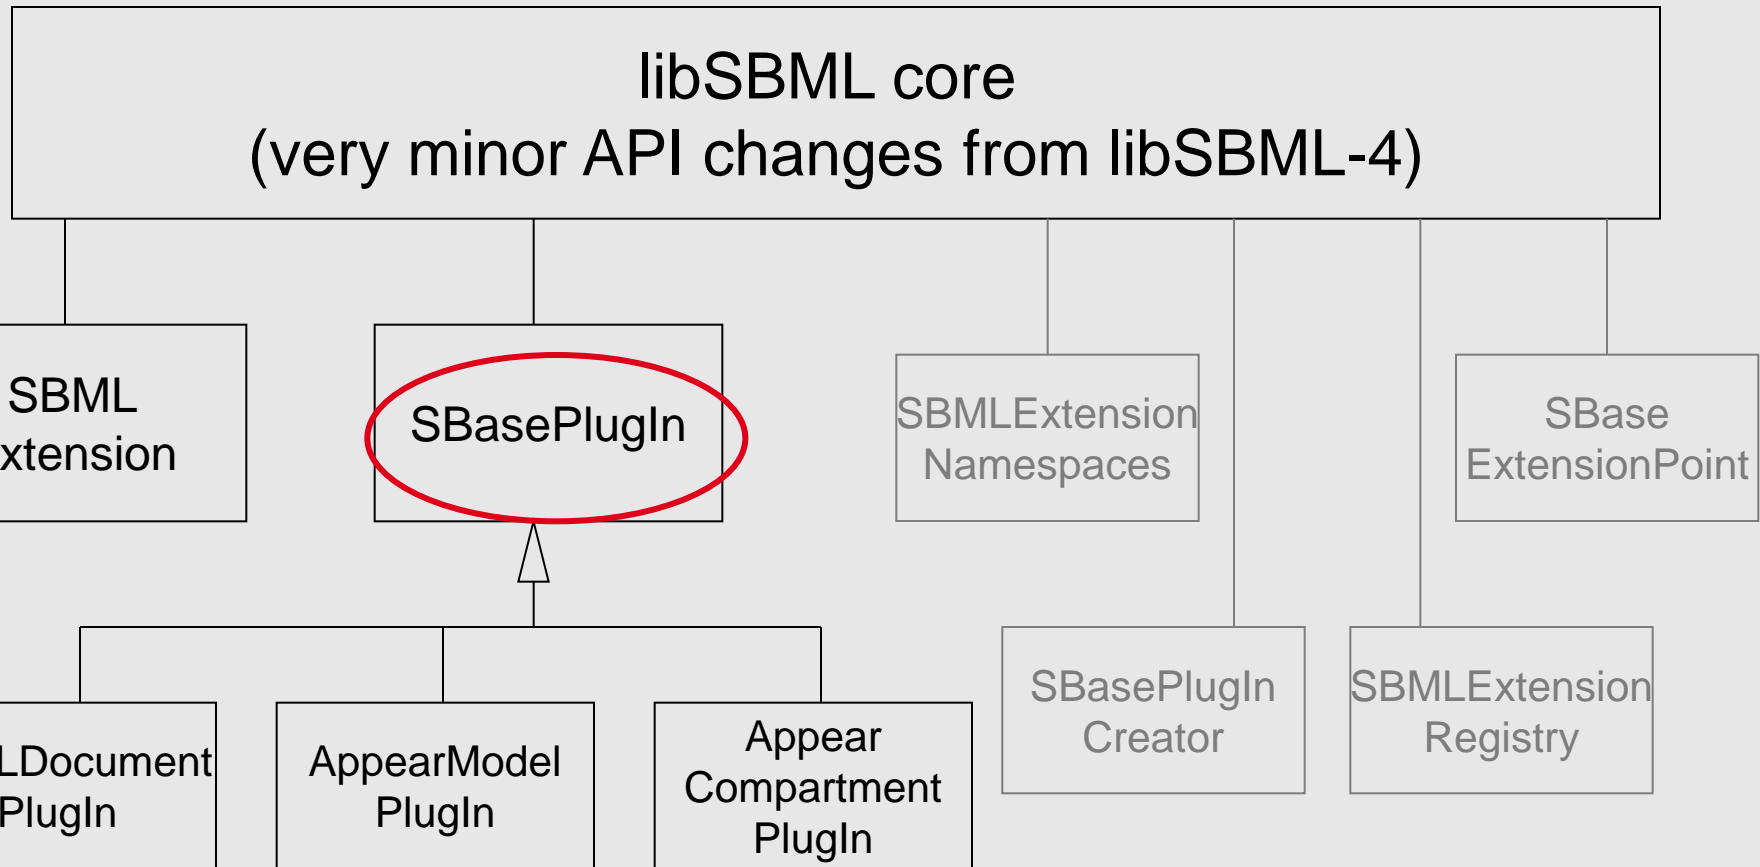 libSBML core
(very minor API changes from libSBML-4)
SBML
xtension
SBasePlugIn
SBMLExtension
Namespaces
SBase
ExtensionPoint
SBasePlugIn
Creator
SBMLExtension
Registry
LDocument
PlugIn
AppearModel
PlugIn
Appear
Compartment
PlugIn